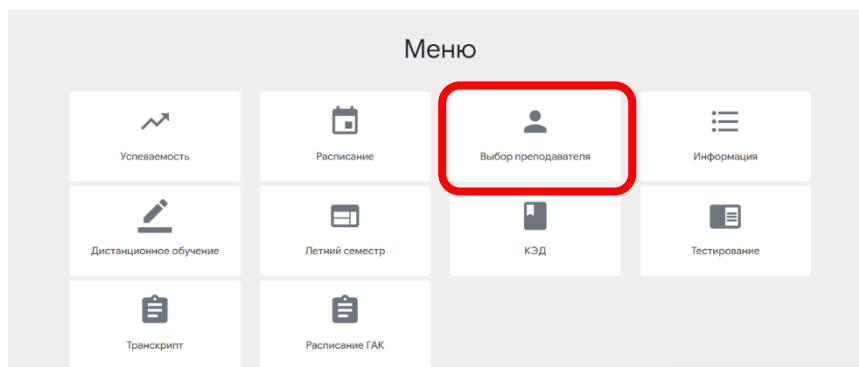 Меню
Успеваемость
Расписание
Выбор преподавателя
Информация
Дистанционное обучение
Летний семестр
КЭД
Тестирование
Транскрипт
Расписание ГАК